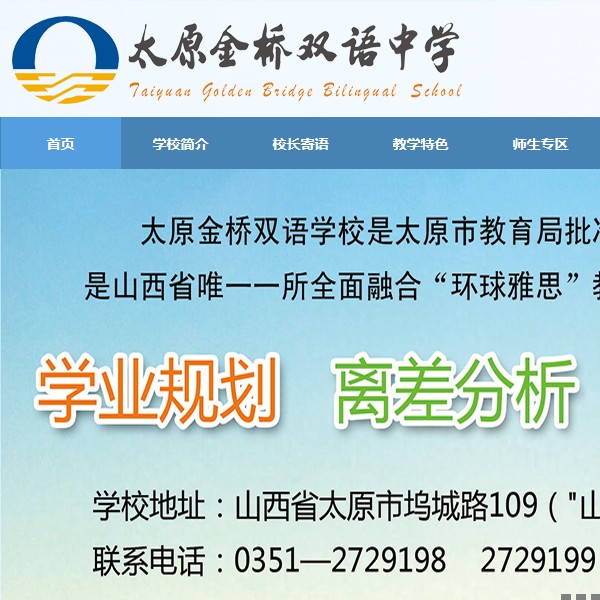 太原金桥双语中学
Taiyuan Golden Bridge Bilingual School
首页 学校简介 校长寄语 教学特色 师生专区
太原金桥双语学校是太原市教育局批
是山西省唯一一所全面融合“环球雅思”
学业规划 离差分析
学校地址：山西省太原市坞城路109（"山
联系电话：0351—2729198 2729199